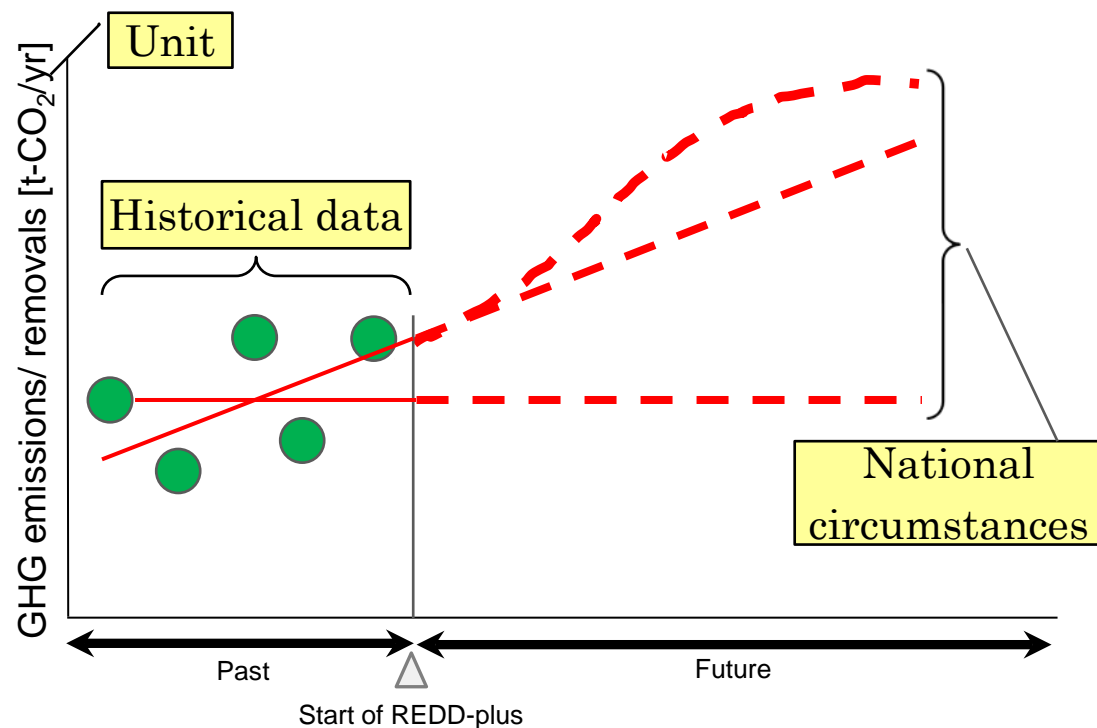 Unit
GHG emissions/ removals [t-CO₂/yr]
Historical data
National
circumstances
Past
Future
Start of REDD-plus